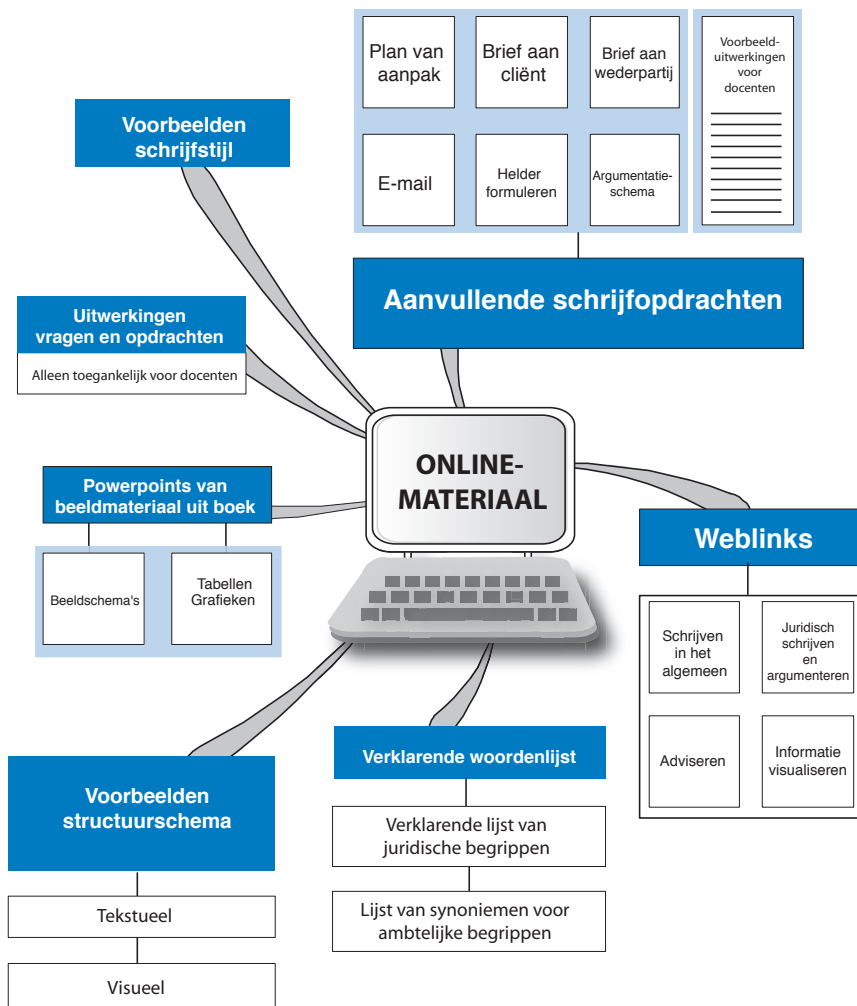 Plan van
aanpak
Brief aan
cliënt
Brief aan
wederpartij
Voorbeeld-
uitwerkingen
voor
docenten
E-mail
Helder
formuleren
Argumentatie-
schema
Voorbeelden
schrijfstijl
Aanvullende schrijfopdrachten
Uitwerkingen
vragen en opdrachten
Alleen toegankelijk voor docenten
ONLINE-
MATERIAAL
Powerpoints van
beeldmateriaal uit boek
Beeldschema's
Tabellen
Grafieken
Weblinks
Schrijven
in het
algemeen
Juridisch
schrijven
en
argumenteren
Adviseren
Informatie
visualiseren
Voorbeelden
structuurschema
Tekstueel
Visueel
Verklarende woordenlijst
Verklarende lijst van
juridische begrippen
Lijst van synoniemen voor
ambtelijke begrippen